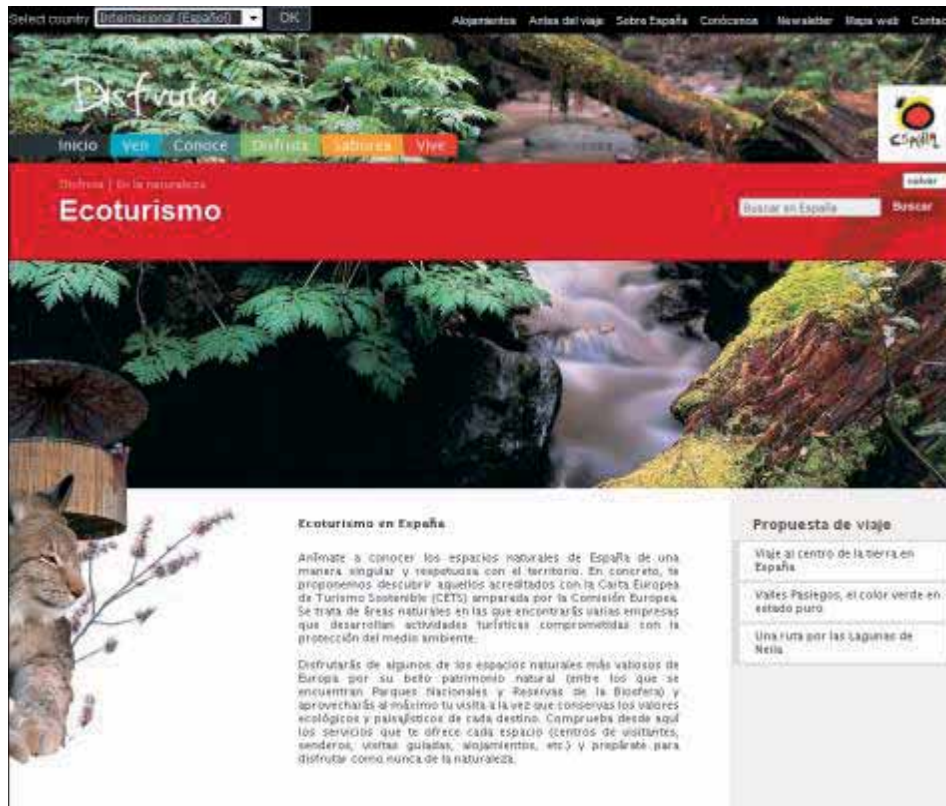 Select country Internacional (Español) OK Alojamientos Antes del viaje Sobre España Conócenos Newsletter Mapa web Contac
Disfruta
Inicio Ven Conoce Disfruta Saborea Vive
ESPAÑA
Disfruta | En la naturaleza
Ecoturismo
volver
Buscar en España Buscar
Ecoturismo en España
Anímate a conocer los espacios naturales de España de una
manera singular y respetuosa con el territorio. En concreto, te
proponemos descubrir aquellos acreditados con la Carta Europea
de Turismo Sostenible (CETS) amparada por la Comisión Europea.
Se trata de áreas naturales en las que encontrarás varias empresas
que desarrollan actividades turísticas comprometidas con la
protección del medio ambiente.
Disfrutarás de algunos de los espacios naturales más valiosos de
Europa por su bello patrimonio natural (entre los que se
encuentran Parques Nacionales y Reservas de la Biosfera) y
aprovecharás al máximo tu visita a la vez que conservas los valores
ecológicos y paisajísticos de cada destino. Comprueba desde aquí
los servicios que te ofrece cada espacio (centros de visitantes,
senderos, visitas guiadas, alojamientos, etc.) y prepárate para
disfrutar como nunca de la naturaleza.
Propuesta de viaje
Viaje al centro de la tierra en
España
Valles Pasiegos, el color verde en
estado puro
Una ruta por las Lagunas de
Neila